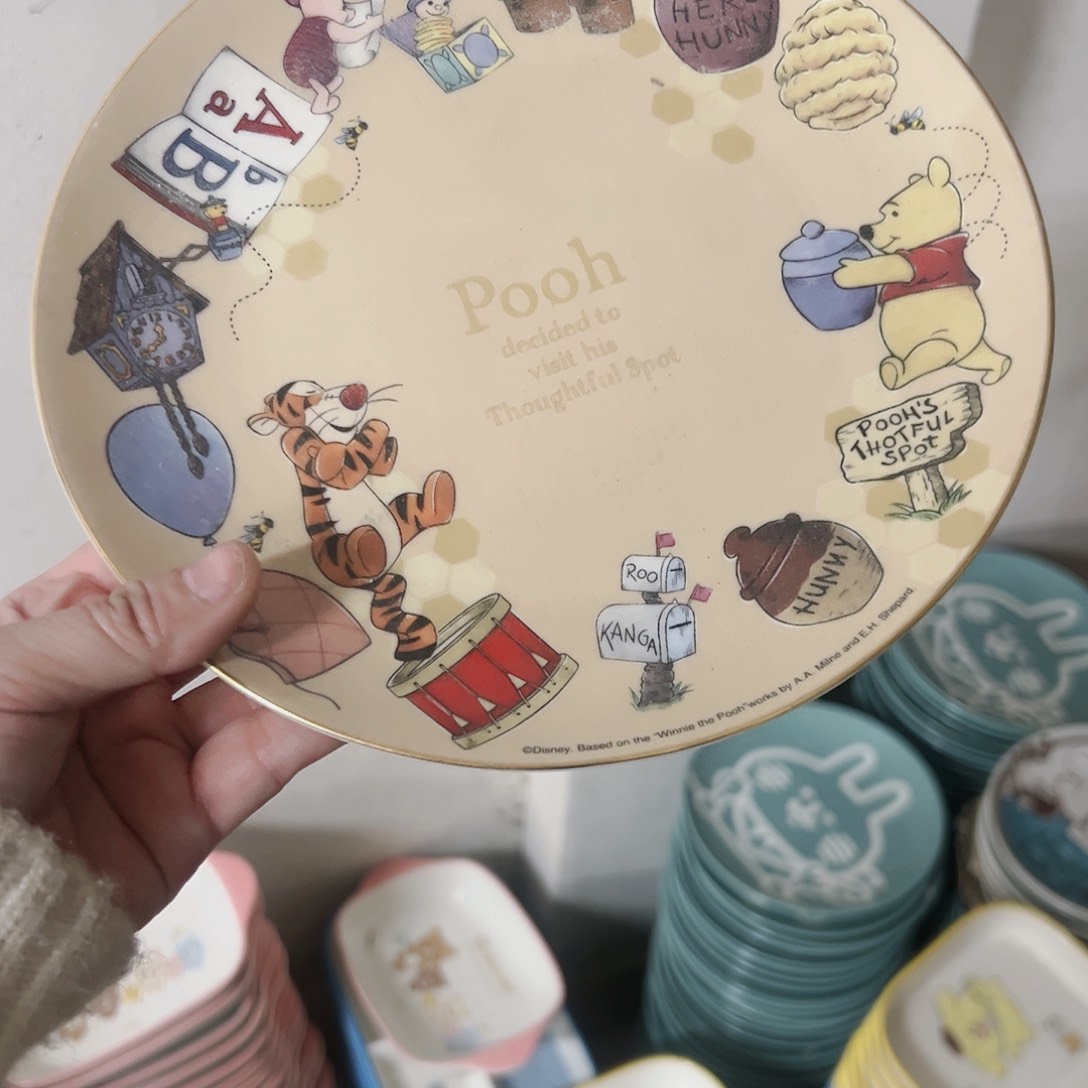 HERE
HUNNY
A
a
B
b
Pooh
decided to
visit his
Thoughtful Spot
POOH'S
THOTFUL
SPOT
ROO
KANGA
HUNNY
©Disney. Based on the "Winnie the Pooh" works by A.A. Milne and E.H. Shepard